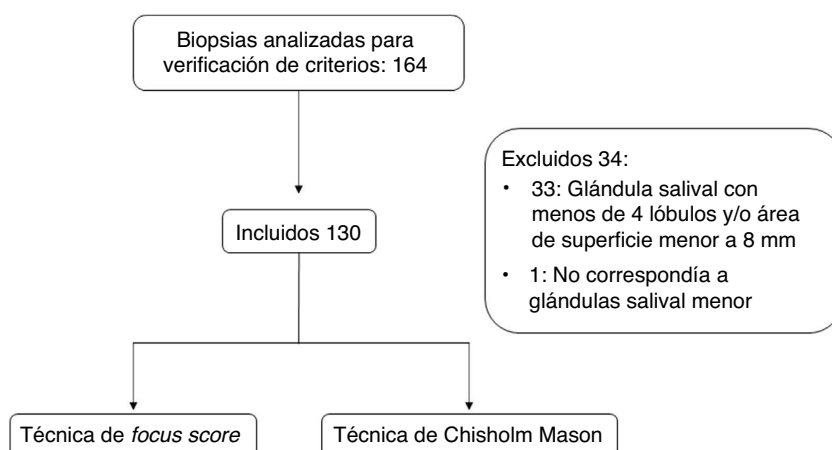 Biopsias analizadas para
verificación de criterios: 164
Excluidos 34:
• 33: Glándula salival con
menos de 4 lóbulos y/o área
de superficie menor a 8 mm
• 1: No correspondía a
glándulas salival menor
Incluidos 130
Técnica de focus score
Técnica de Chisholm Mason